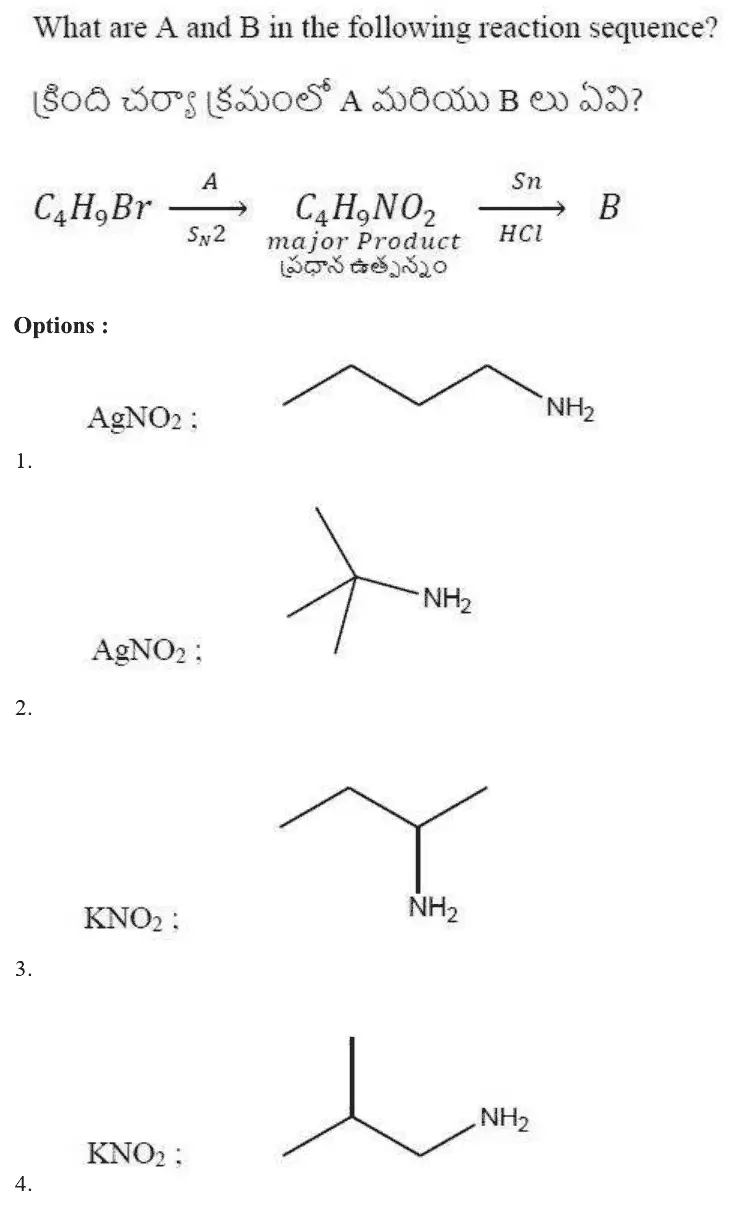 What are A and B in the following reaction sequence?
క్రింది చర్యా క్రమంలో A మరియు B లు ఏవి?
C₄H₉Br —A/S_N2→ C₄H₉NO₂ —Sn/HCl→ B
major Product
ప్రధాన ఉత్పన్నం
Options :
AgNO₂ ; NH₂
1.
AgNO₂ ; NH₂
2.
KNO₂ ; NH₂
3.
KNO₂ ; NH₂
4.